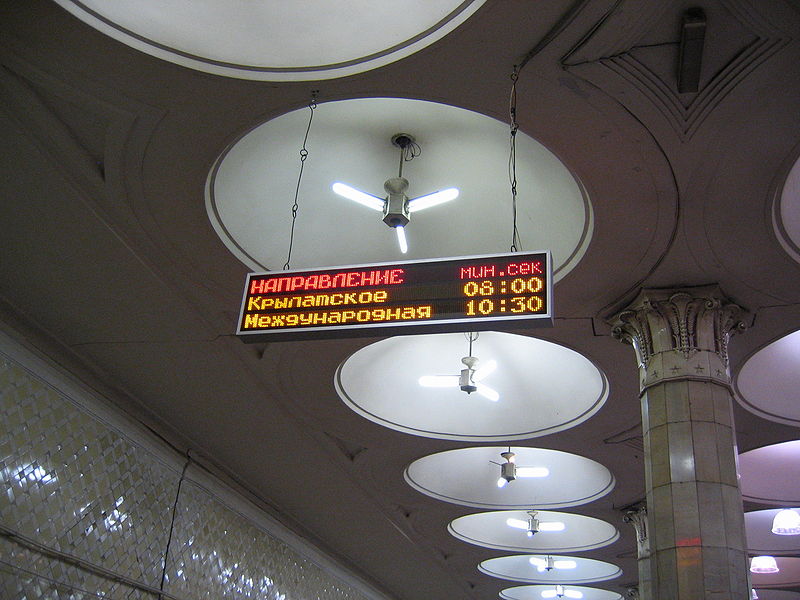 НАПРАВЛЕНИЕ мин.сек
Крылатское 08:00
Международная 10:30